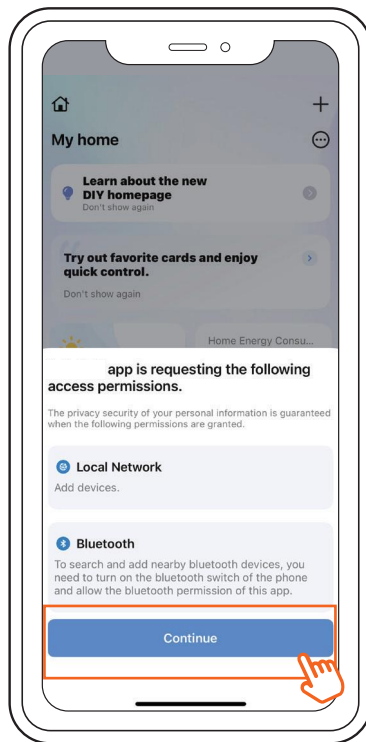 My home
Learn about the new
DIY homepage
Don't show again
Try out favorite cards and enjoy
quick control.
Don't show again
Home Energy Consu...
app is requesting the following
access permissions.
The privacy security of your personal information is guaranteed
when the following permissions are granted.
Local Network
Add devices.
Bluetooth
To search and add nearby bluetooth devices, you
need to turn on the bluetooth switch of the phone
and allow the bluetooth permission of this app.
Continue